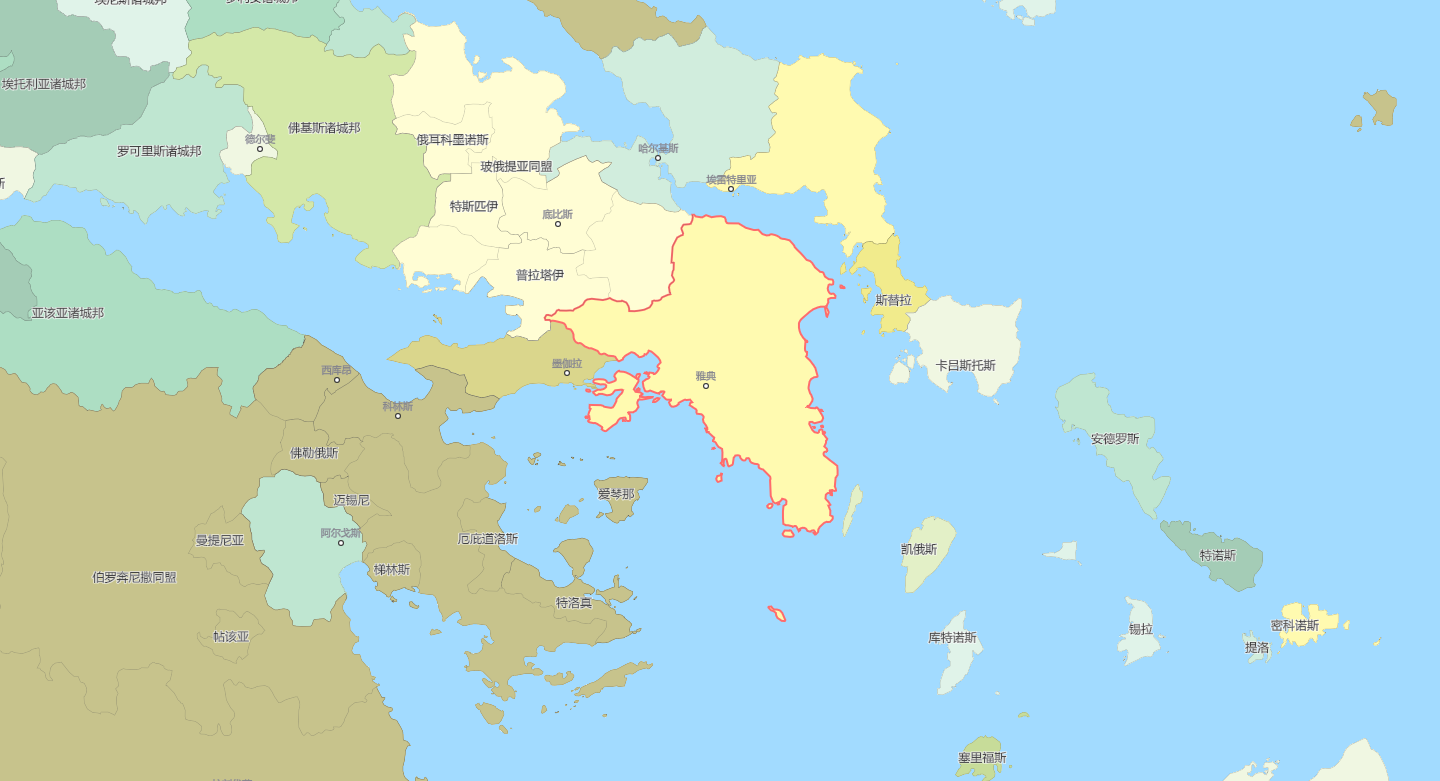 埃托利亚诸城邦
佛基斯诸城邦
德尔斐
俄耳科墨诺斯
罗可里斯诸城邦
哈尔基斯
玻俄提亚同盟
埃雷特里亚
斯
特斯匹伊
底比斯
普拉塔伊
斯替拉
亚该亚诸城邦
墨伽拉
卡吕斯托斯
西库昂
雅典
科林斯
安德罗斯
佛勒俄斯
爱琴那
迈锡尼
阿尔戈斯
曼提尼亚
厄庇道洛斯
凯俄斯
特诺斯
梯林斯
伯罗奔尼撒同盟
特洛真
密科诺斯
锡拉
帖该亚
库特诺斯
提洛
塞里福斯